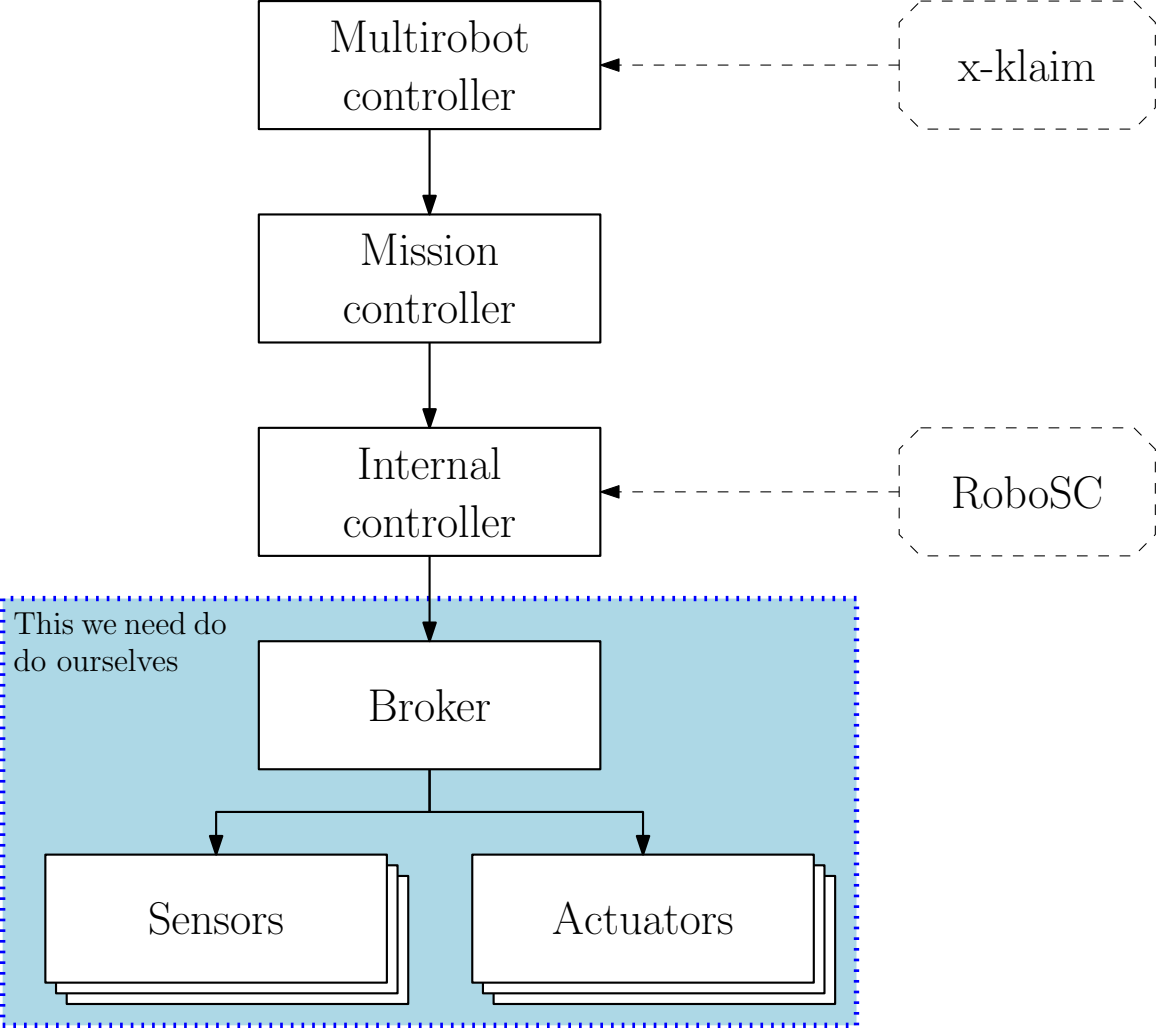 Multirobot
controller
x-klaim
Mission
controller
Internal
controller
RoboSC
This we need do
do ourselves
Broker
Sensors
Actuators